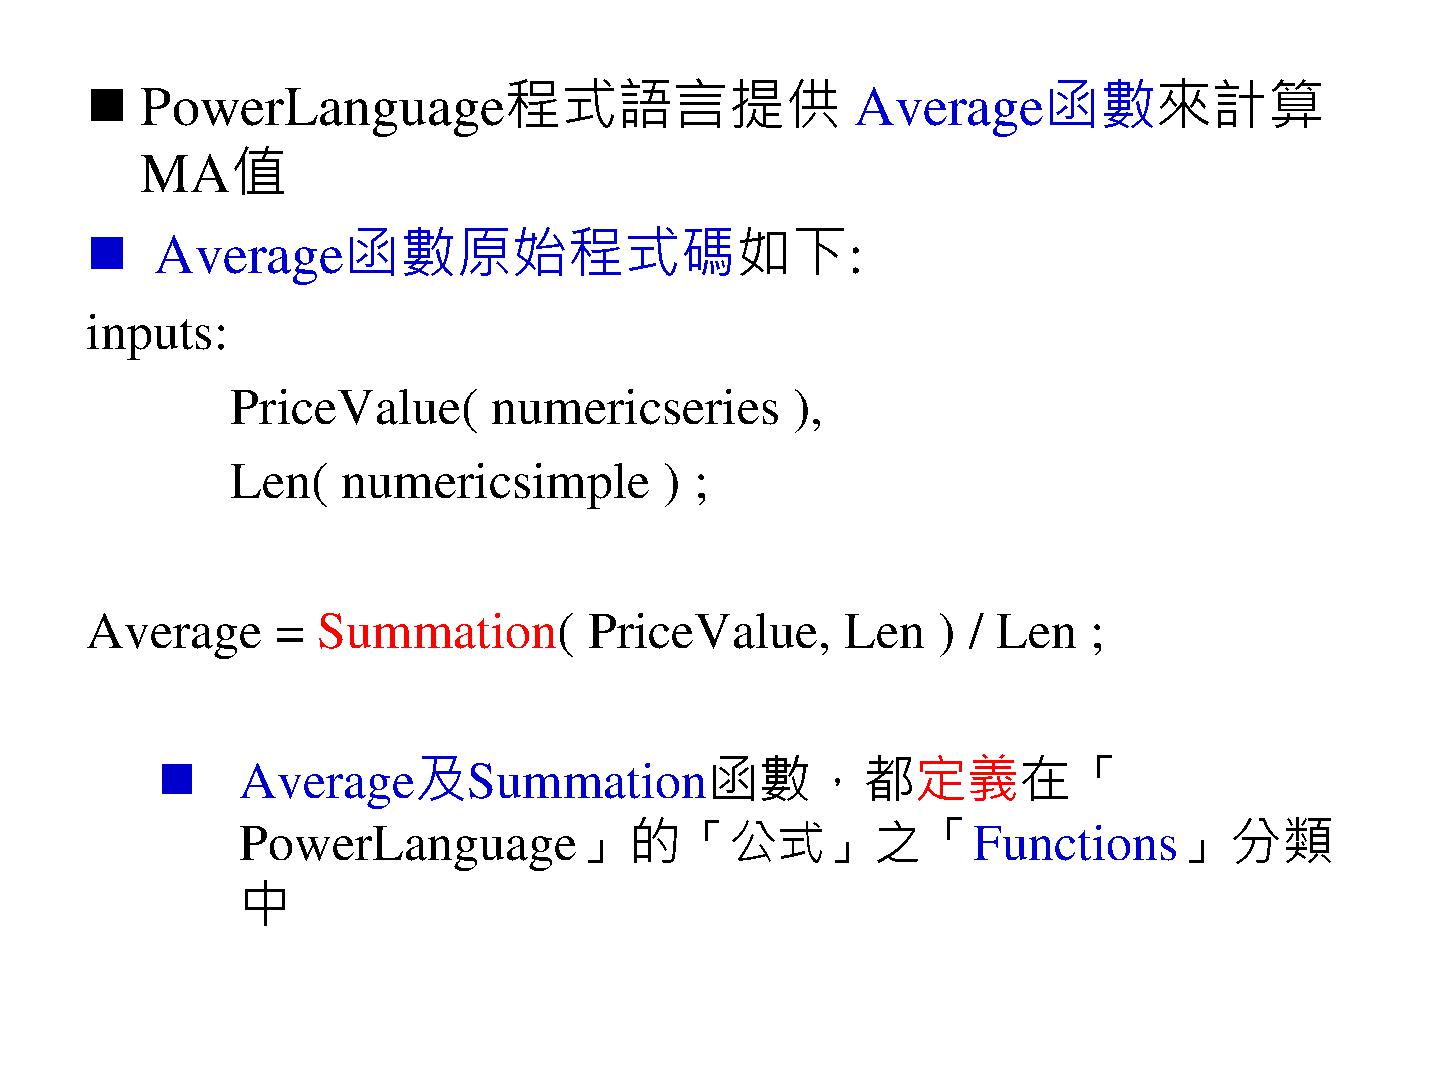 ■ PowerLanguage程式語言提供 Average函數來計算
MA值
■ Average函數原始程式碼如下:
inputs:
PriceValue( numericseries ),
Len( numericsimple ) ;
Average = Summation( PriceValue, Len ) / Len ;
■ Average及Summation函數，都定義在「
PowerLanguage」的「公式」之「Functions」分類
中